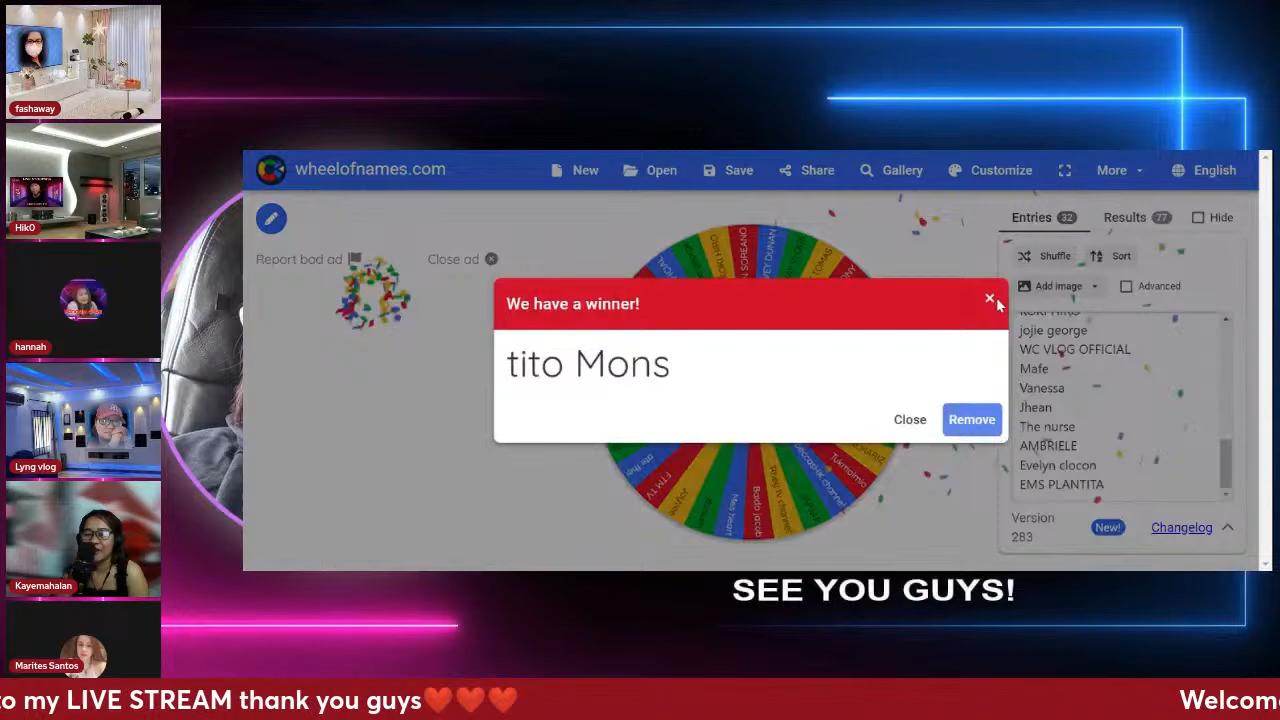 fashaway
Hik0
hannah
Lyng vlog
Kayemahalan
Marites Santos
wheelofnames.com
New
Open
Save
Share
Gallery
Customize
More
English
Report bad ad
Close ad
Entries 32
Results 77
Hide
Shuffle
Sort
Add image
Advanced
We have a winner!
tito Mons
Close
Remove
jojie george
WC VLOG OFFICIAL
Mafe
Vanessa
Jhean
The nurse
AMBRIELE
Evelyn clocon
EMS PLANTITA
Version
283
New!
Changelog
SEE YOU GUYS!
to my LIVE STREAM thank you guys❤️❤️❤️
Welcom